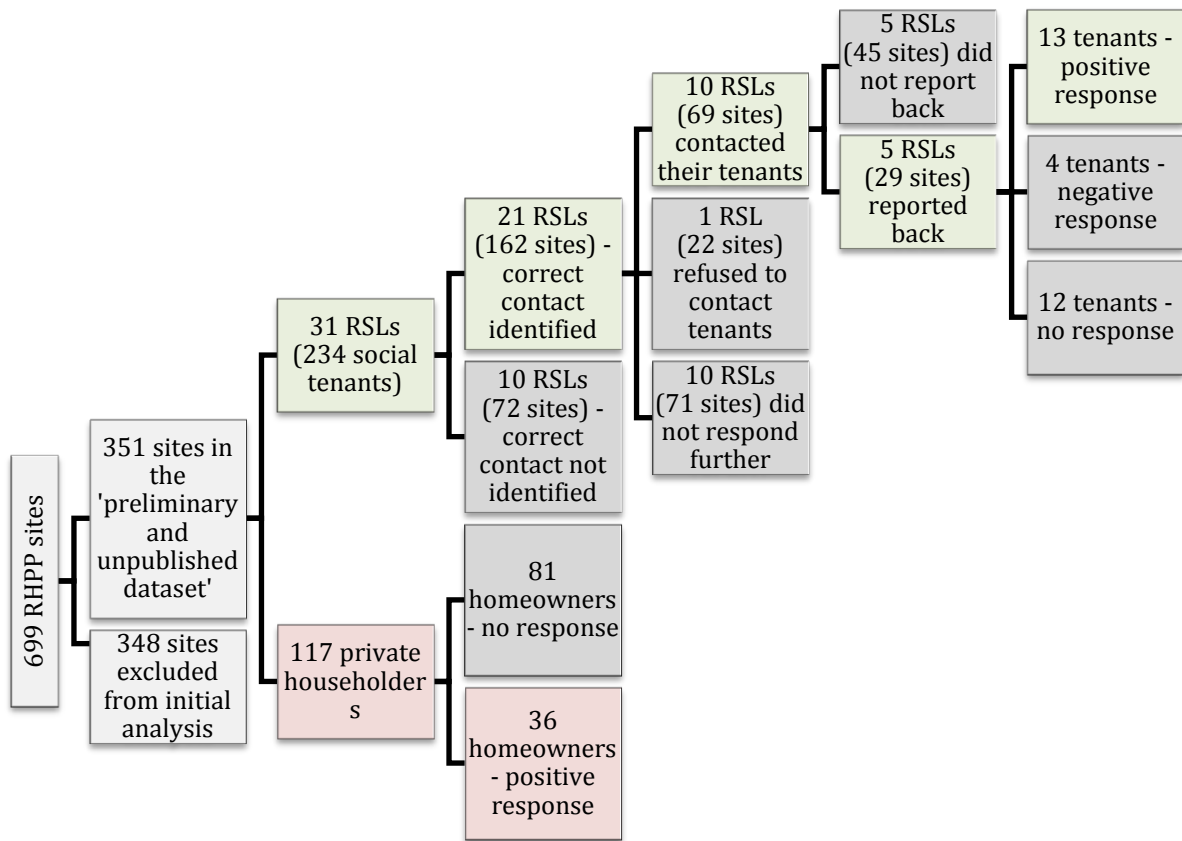 699 RHPP sites
351 sites in
the
'preliminary
and
unpublished
dataset'
348 sites
excluded
from initial
analysis
31 RSLs
(234 social
tenants)
117 private
householder
s
21 RSLs
(162 sites) -
correct
contact
identified
10 RSLs
(72 sites) -
correct
contact not
identified
81
homeowners
- no response
36
homeowners
- positive
response
10 RSLs
(69 sites)
contacted
their tenants
1 RSL
(22 sites)
refused to
contact
tenants
10 RSLs
(71 sites) did
not respond
further
5 RSLs
(45 sites) did
not report
back
5 RSLs
(29 sites)
reported
back
13 tenants -
positive
response
4 tenants -
negative
response
12 tenants -
no response